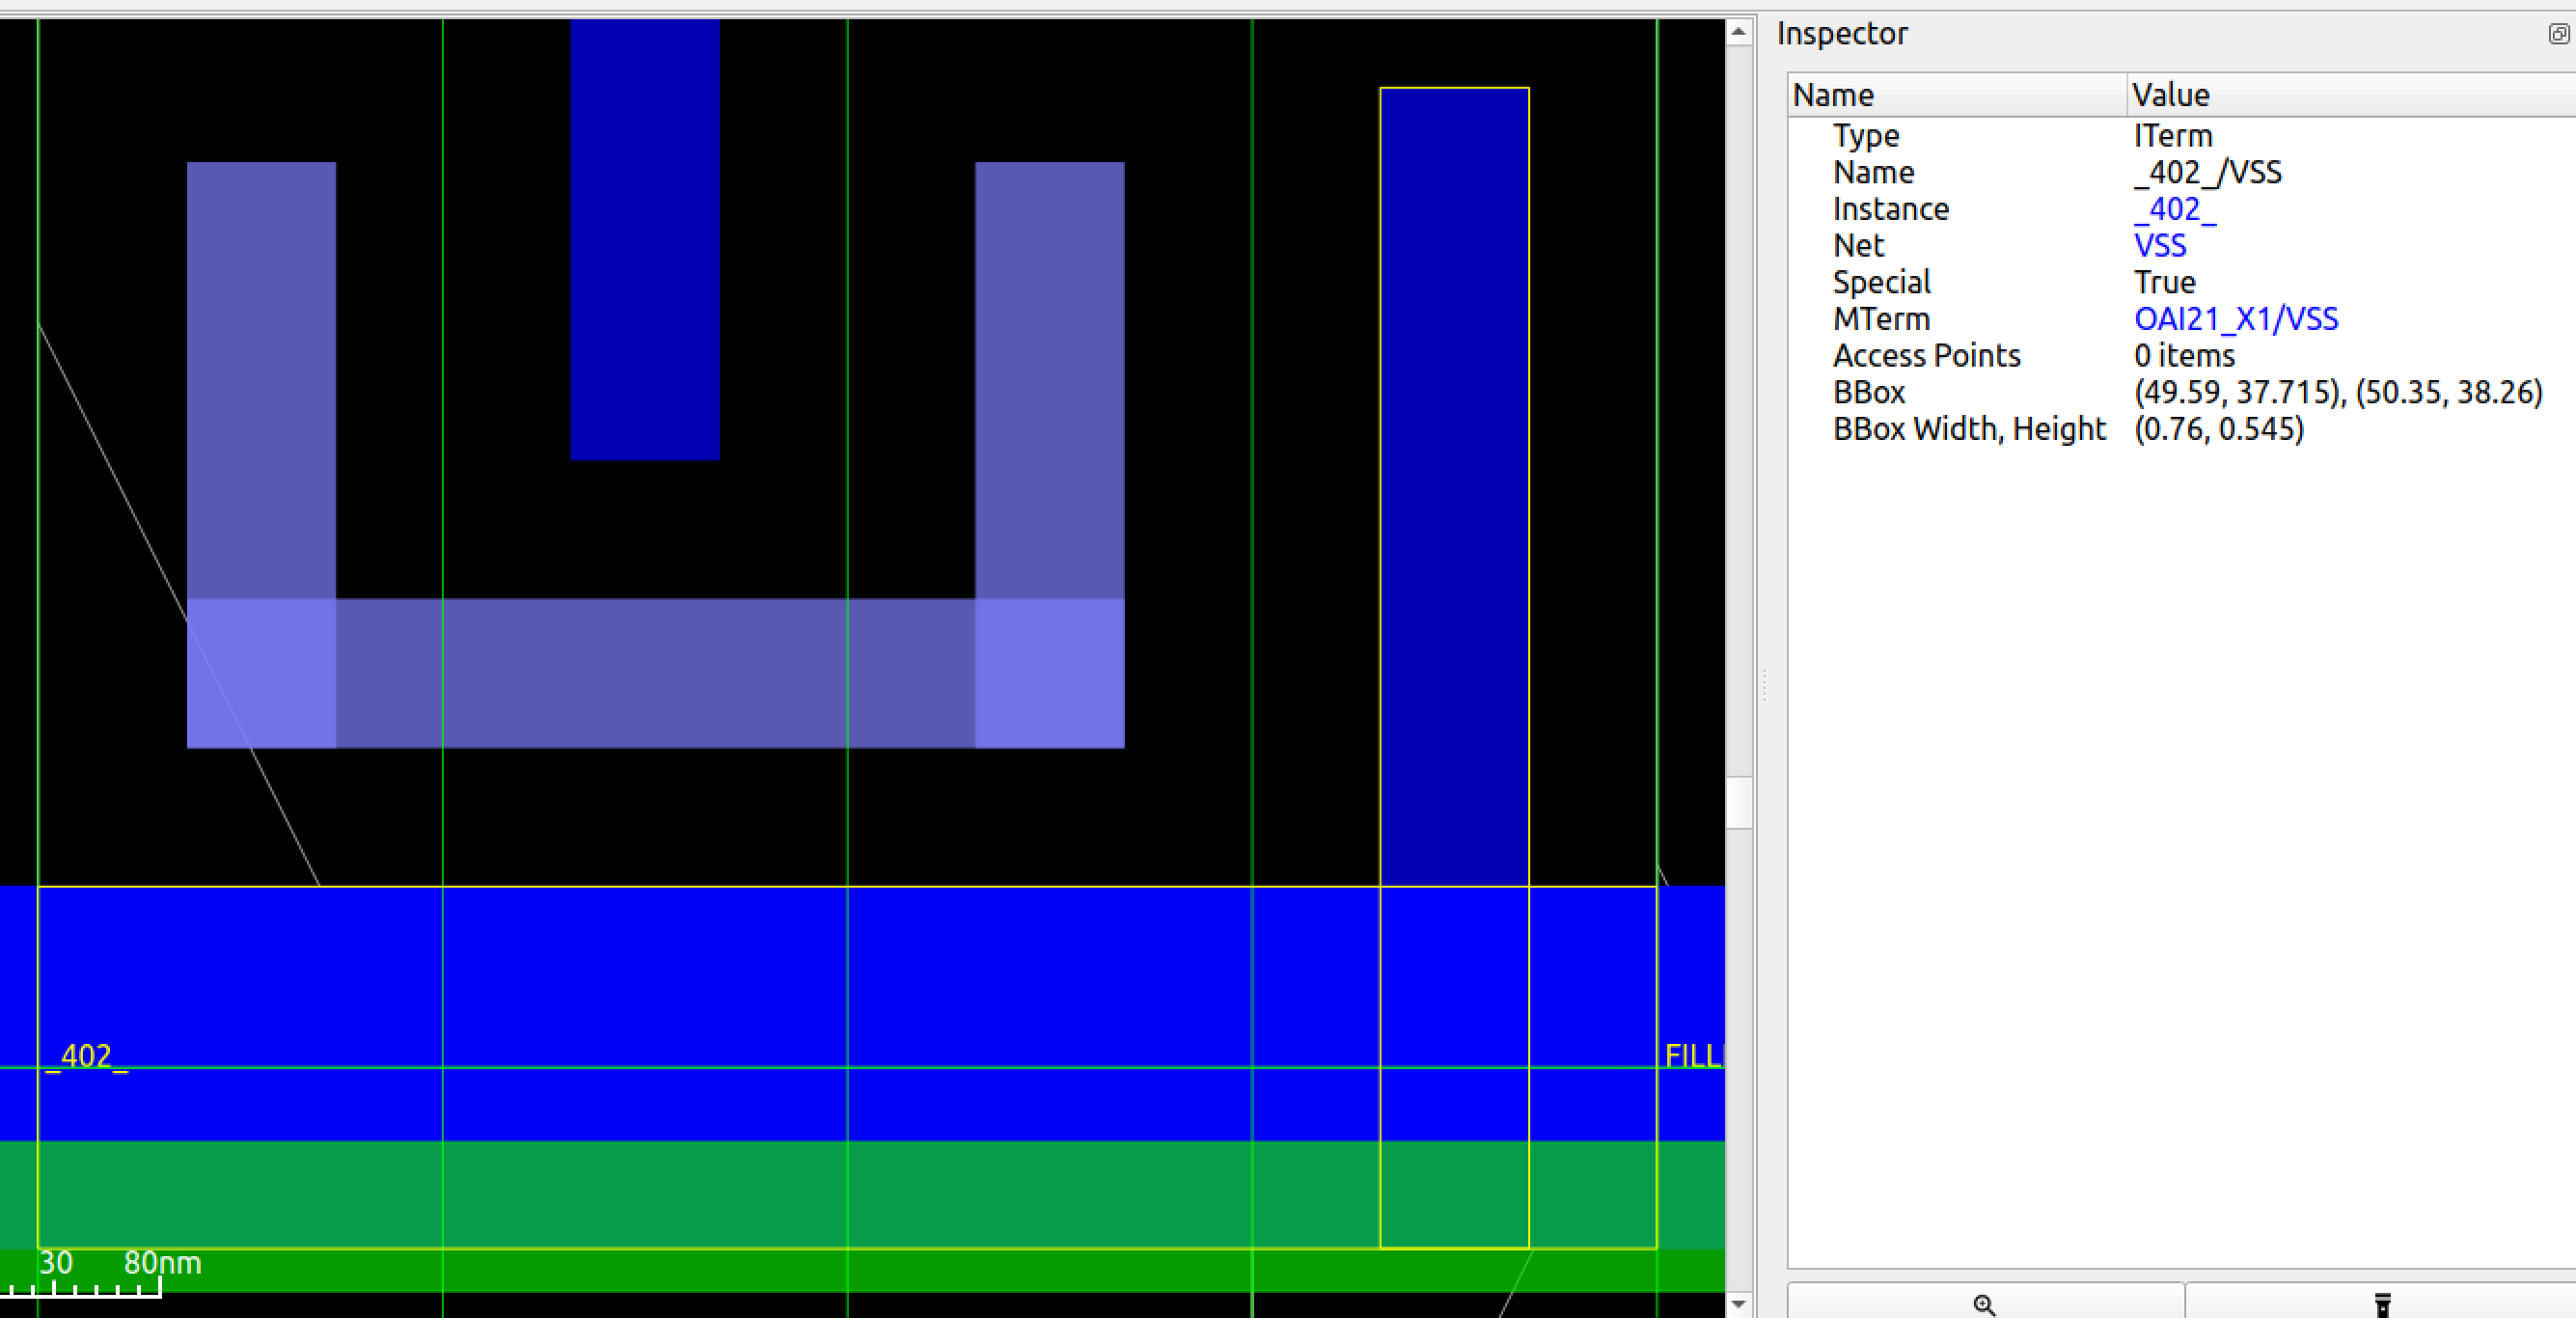 Inspector
Name Value
Type ITerm
Name _402_/VSS
Instance _402_
Net VSS
Special True
MTerm OAI21_X1/VSS
Access Points 0 items
BBox (49.59, 37.715), (50.35, 38.26)
BBox Width, Height (0.76, 0.545)
_402_ FILL
30 80nm